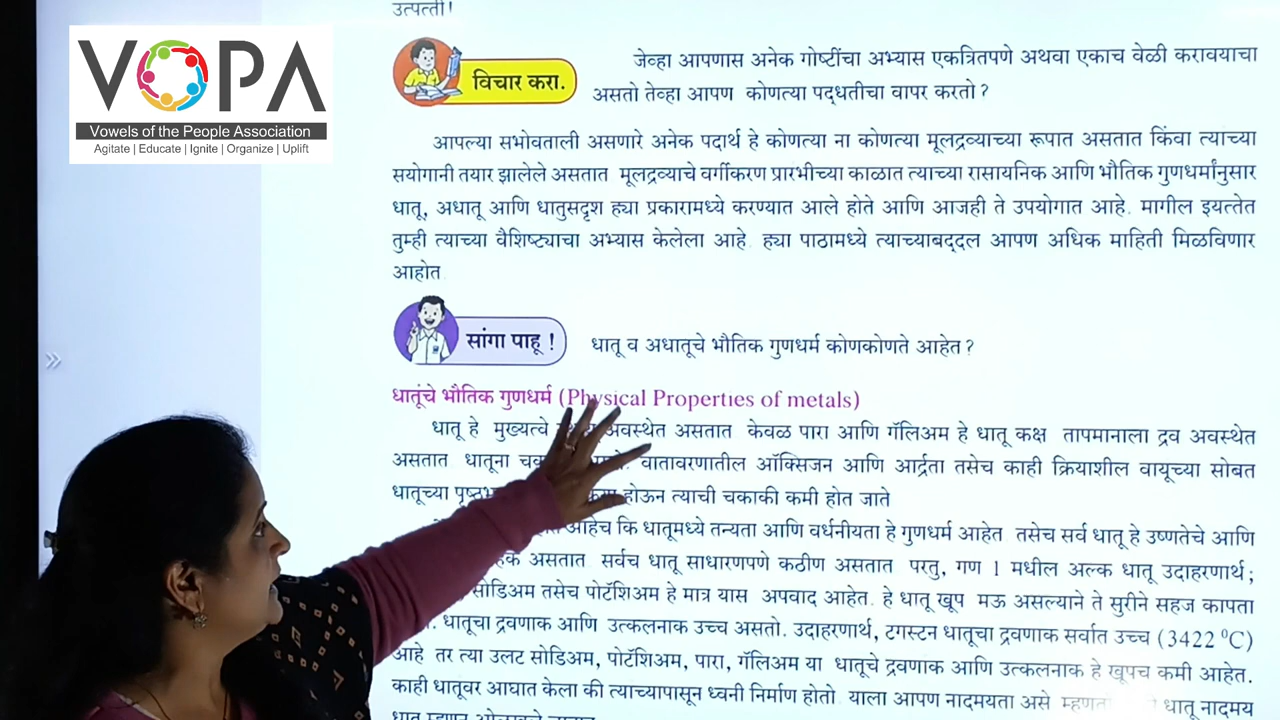 उत्पत्ती!
VOPA
Vowels of the People Association
Agitate | Educate | Ignite | Organize | Uplift
विचार करा.
जेव्हा आपणास अनेक गोष्टींचा अभ्यास एकत्रितपणे अथवा एकाच वेळी करावयाचा
असतो तेव्हा आपण कोणत्या पद्धतीचा वापर करतो?
आपल्या सभोवताली असणारे अनेक पदार्थ हे कोणत्या ना कोणत्या मूलद्रव्याच्या रूपात असतात किंवा त्याच्या
सयोगानी तयार झालेले असतात मूलद्रव्याचे वर्गीकरण प्रारभीच्या काळात त्याच्या रासायनिक आणि भौतिक गुणधर्मांनुसार
धातू, अधातू आणि धातुसदृश ह्या प्रकारामध्ये करण्यात आले होते आणि आजही ते उपयोगात आहे. मागील इयत्तेत
तुम्ही त्याच्या वैशिष्ट्याचा अभ्यास केलेला आहे. ह्या पाठामध्ये त्याच्याबद्दल आपण अधिक माहिती मिळविणार
आहोत
सांगा पाहू !
धातू व अधातूचे भौतिक गुणधर्म कोणकोणते आहेत?
धातूंचे भौतिक गुणधर्म (Physical Properties of metals)
धातू हे मुख्यत्वे अवस्थेत असतात केवळ पारा आणि गॅलिअम हे धातू कक्ष तापमानाला द्रव अवस्थेत
असतात धातूना वातावरणातील ऑक्सिजन आणि आर्द्रता तसेच काही क्रियाशील वायूच्या सोबत
धातूच्या होऊन त्याची चकाकी कमी होत जाते
आहेच कि धातूमध्ये तन्यता आणि वर्धनीयता हे गुणधर्म आहेत तसेच सर्व धातू हे उष्णतेचे आणि
असतात सर्वच धातू साधारणपणे कठीण असतात परतु, गण 1 मधील अल्क धातू उदाहरणार्थ;
सोडिअम तसेच पोटॅशिअम हे मात्र यास अपवाद आहेत. हे धातू खूप मऊ असल्याने ते सुरीने सहज कापता
धातूचा द्रवणाक आणि उत्कलनाक उच्च असतो. उदाहरणार्थ, टगस्टन धातूचा द्रवणाक सर्वात उच्च (3422 ⁰C)
आहे तर त्या उलट सोडिअम, पोटॅशिअम, पारा, गॅलिअम या धातूचे द्रवणाक आणि उत्कलनाक हे खूपच कमी आहेत.
काही धातूवर आघात केला की त्याच्यापासून ध्वनी निर्माण होतो याला आपण नादमयता असे धातू नादमय